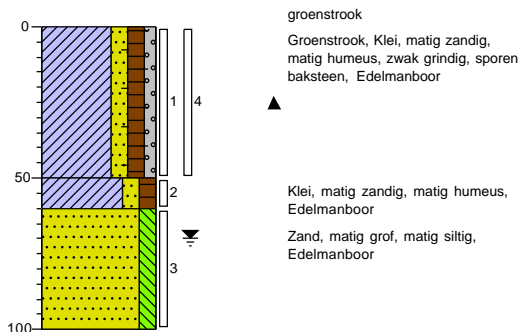 0
groenstrook
Groenstrook, Klei, matig zandig,
matig humeus, zwak grindig, sporen
baksteen, Edelmanboor
1
4
50
2
Klei, matig zandig, matig humeus,
Edelmanboor
Zand, matig grof, matig siltig,
Edelmanboor
3
100